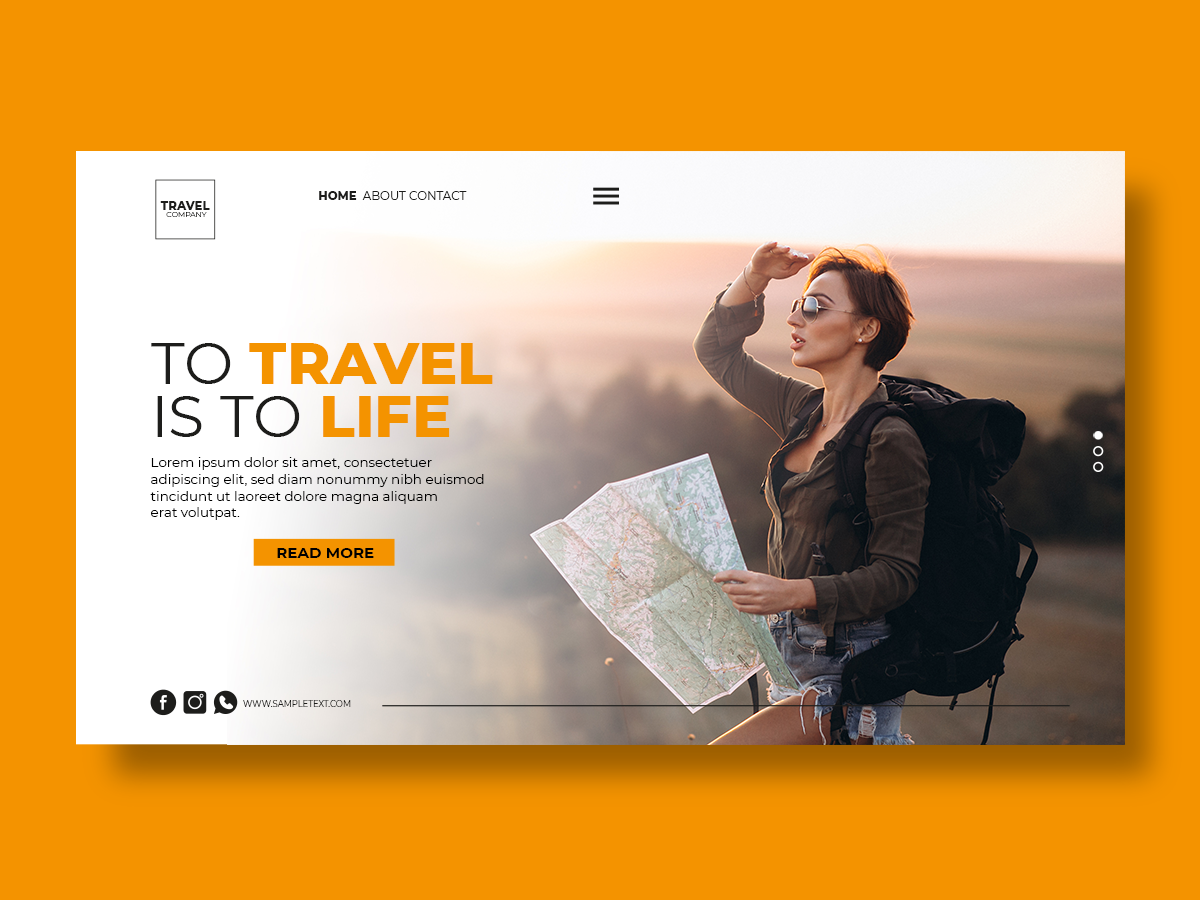 TRAVEL
COMPANY
HOME ABOUT CONTACT
TO TRAVEL
IS TO LIFE
Lorem ipsum dolor sit amet, consectetuer
adipiscing elit, sed diam nonummy nibh euismod
tincidunt ut laoreet dolore magna aliquam
erat volutpat.
READ MORE
WWW.SAMPLETEXT.COM